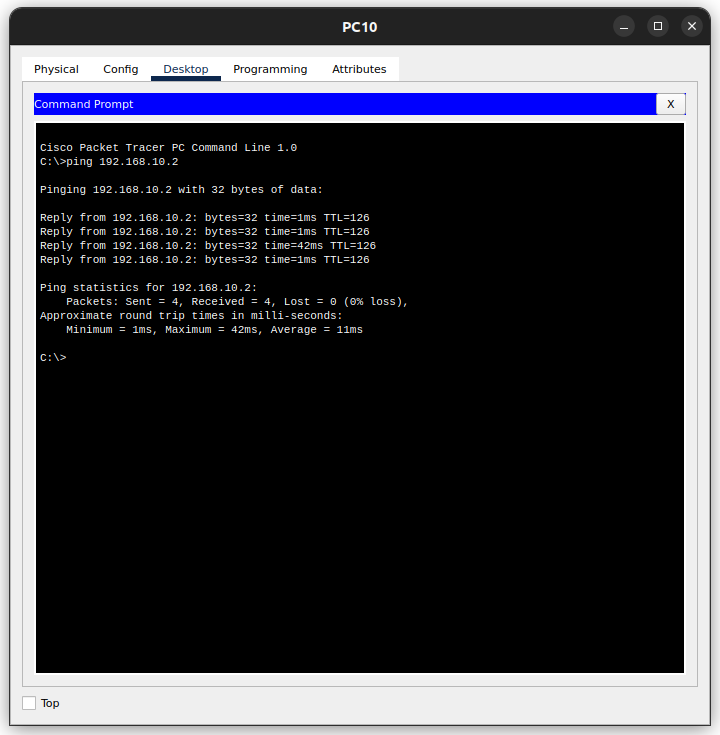 PC10
Physical Config Desktop Programming Attributes
Command Prompt X
Cisco Packet Tracer PC Command Line 1.0
C:\>ping 192.168.10.2
Pinging 192.168.10.2 with 32 bytes of data:
Reply from 192.168.10.2: bytes=32 time=1ms TTL=126
Reply from 192.168.10.2: bytes=32 time=1ms TTL=126
Reply from 192.168.10.2: bytes=32 time=42ms TTL=126
Reply from 192.168.10.2: bytes=32 time=1ms TTL=126
Ping statistics for 192.168.10.2:
Packets: Sent = 4, Received = 4, Lost = 0 (0% loss),
Approximate round trip times in milli-seconds:
Minimum = 1ms, Maximum = 42ms, Average = 11ms
C:\>
Top